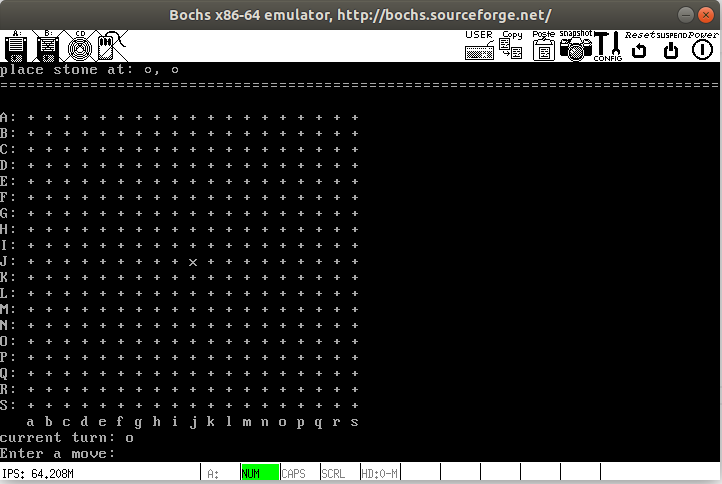 Bochs x86-64 emulator, http://bochs.sourceforge.net/
A: B: CD USER Copy Paste snapshot CONFIG Reset SUSPEND Power
place stone at: o, o
================================================================================
A: + + + + + + + + + + + + + + + + + + +
B: + + + + + + + + + + + + + + + + + + +
C: + + + + + + + + + + + + + + + + + + +
D: + + + + + + + + + + + + + + + + + + +
E: + + + + + + + + + + + + + + + + + + +
F: + + + + + + + + + + + + + + + + + + +
G: + + + + + + + + + + + + + + + + + + +
H: + + + + + + + + + + + + + + + + + + +
I: + + + + + + + + + + + + + + + + + + +
J: + + + + + + + + + x + + + + + + + + +
K: + + + + + + + + + + + + + + + + + + +
L: + + + + + + + + + + + + + + + + + + +
M: + + + + + + + + + + + + + + + + + + +
N: + + + + + + + + + + + + + + + + + + +
O: + + + + + + + + + + + + + + + + + + +
P: + + + + + + + + + + + + + + + + + + +
Q: + + + + + + + + + + + + + + + + + + +
R: + + + + + + + + + + + + + + + + + + +
S: + + + + + + + + + + + + + + + + + + +
a b c d e f g h i j k l m n o p q r s
current turn: o
Enter a move:
IPS: 64.208M A: NUM CAPS SCRL HD:0-M